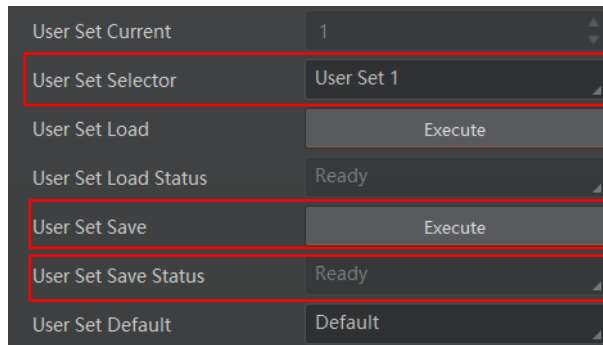 User Set Current 1
User Set Selector User Set 1
User Set Load Execute
User Set Load Status Ready
User Set Save Execute
User Set Save Status Ready
User Set Default Default